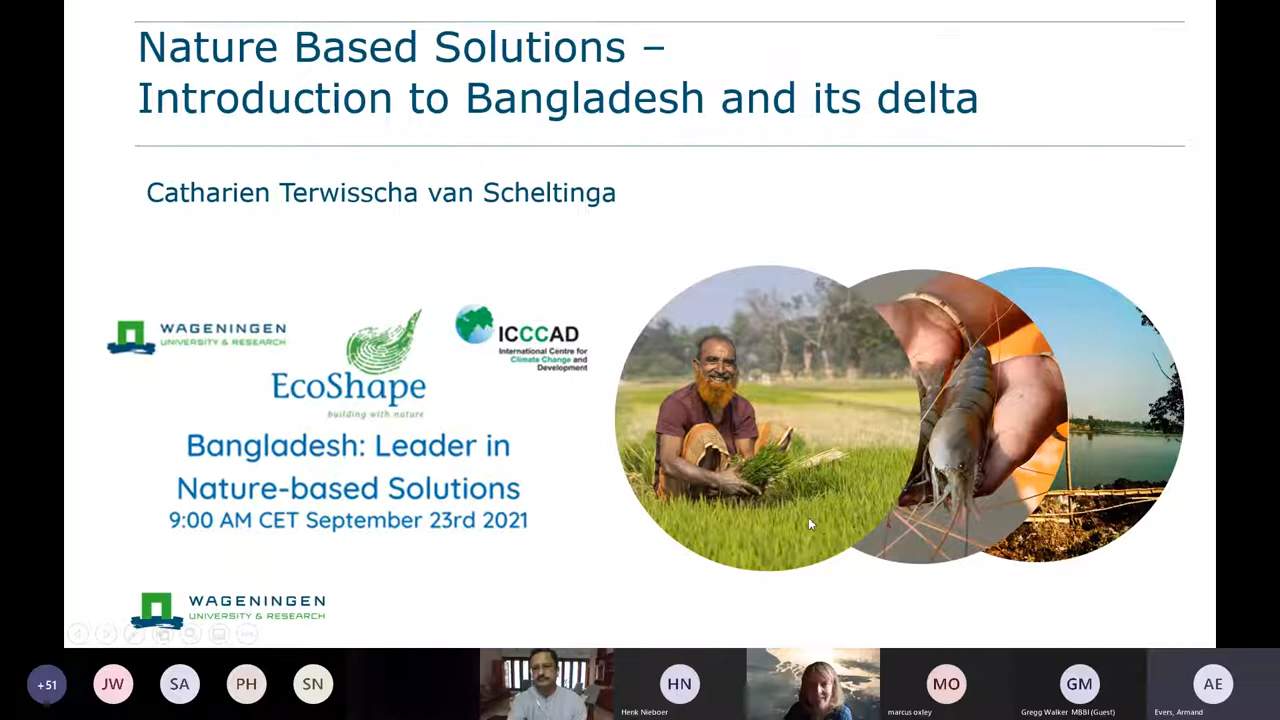 Nature Based Solutions –
Introduction to Bangladesh and its delta
Catharien Terwisscha van Scheltinga
WAGENINGEN
UNIVERSITY & RESEARCH
EcoShape
building with nature
ICCCAD
International Centre for
Climate Change and
Development
Bangladesh: Leader in
Nature-based Solutions
9:00 AM CET September 23rd 2021
WAGENINGEN
UNIVERSITY & RESEARCH
+51
JW
SA
PH
SN
HN
Henk Nieboer
MO
marcus oxley
GM
Gregg Walker MBBI (Guest)
AE
Evers, Armand